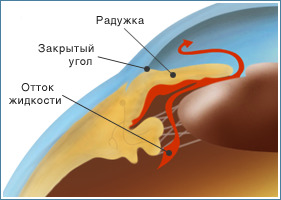 Радужка
Закрытый
угол
Отток
жидкости